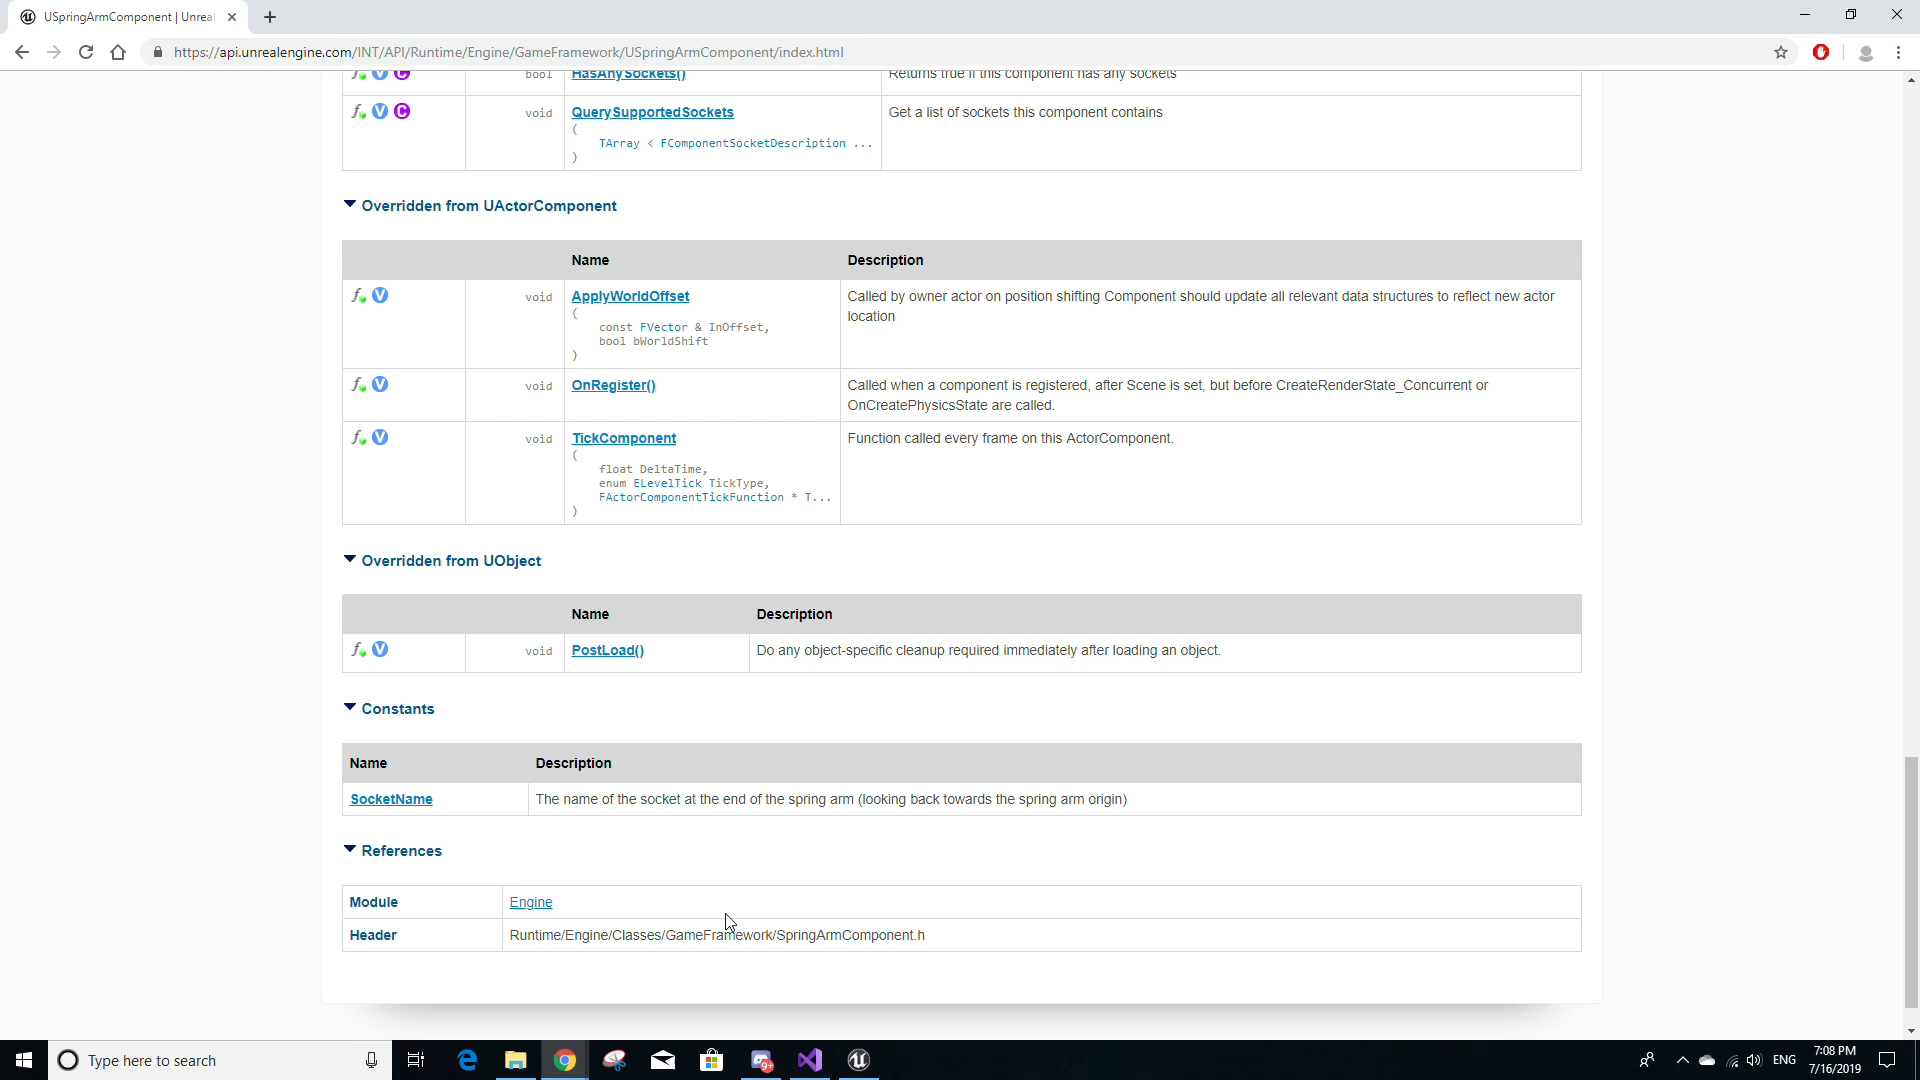 USpringArmComponent | Unreal
https://api.unrealengine.com/INT/API/Runtime/Engine/GameFramework/USpringArmComponent/index.html
bool HasAnySockets() Returns true if this component has any sockets
void QuerySupportedSockets Get a list of sockets this component contains
(
TArray < FComponentSocketDescription ...
)
Overridden from UActorComponent
Name Description
void ApplyWorldOffset Called by owner actor on position shifting Component should update all relevant data structures to reflect new actor
( location
const FVector & InOffset,
bool bWorldShift
)
void OnRegister() Called when a component is registered, after Scene is set, but before CreateRenderState_Concurrent or
OnCreatePhysicsState are called.
void TickComponent Function called every frame on this ActorComponent.
(
float DeltaTime,
enum ELevelTick TickType,
FActorComponentTickFunction * T...
)
Overridden from UObject
Name Description
void PostLoad() Do any object-specific cleanup required immediately after loading an object.
Constants
Name Description
SocketName The name of the socket at the end of the spring arm (looking back towards the spring arm origin)
References
Module Engine
Header Runtime/Engine/Classes/GameFramework/SpringArmComponent.h
Type here to search
9+
ENG
7:08 PM
7/16/2019